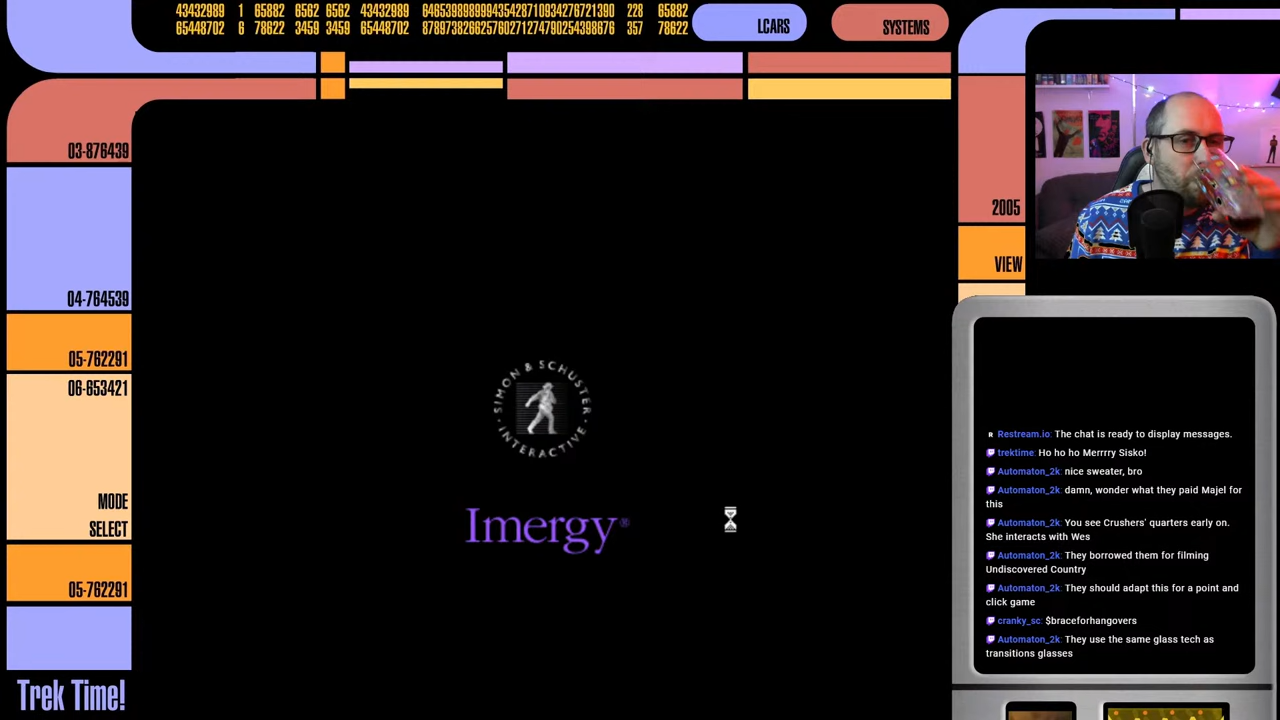 43432989 1 65882 6562 6562 43432989 64653989899435428710934276721390 228 65882
65448702 6 78622 3459 3459 65448702 878973826625760271274790254398676 357 78622
LCARS
SYSTEMS
03-876439
04-764539
05-762291
06-653421
MODE
SELECT
05-762291
Trek Time!
SIMON & SCHUSTER
· INTERACTIVE ·
Imergy®
2005
VIEW
R Restream.io: The chat is ready to display messages.
trektime: Ho ho ho Merrrry Sisko!
Automaton_2k: nice sweater, bro
Automaton_2k: damn, wonder what they paid Majel for
this
Automaton_2k: You see Crushers' quarters early on.
She interacts with Wes
Automaton_2k: They borrowed them for filming
Undiscovered Country
Automaton_2k: They should adapt this for a point and
click game
cranky_sc: $braceforhangovers
Automaton_2k: They use the same glass tech as
transitions glasses